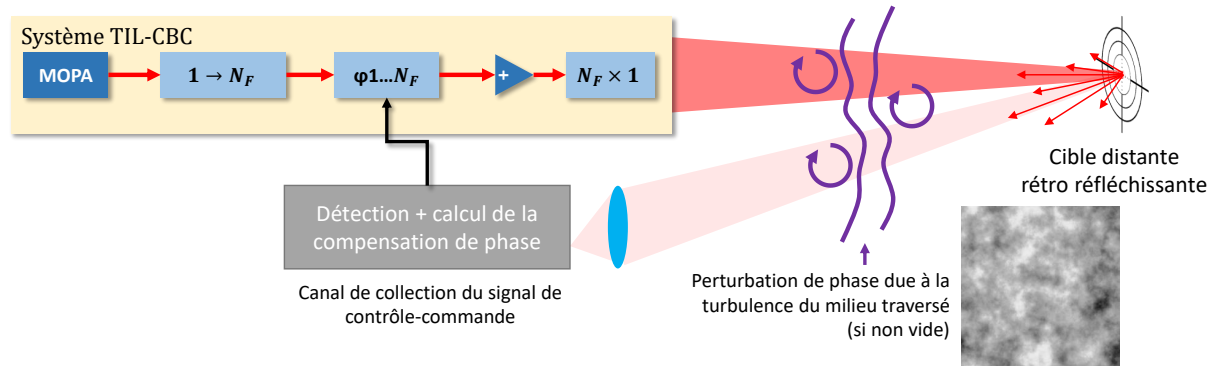 Système TIL-CBC
MOPA
1 → N_F
φ1…N_F
+
N_F × 1
Cible distante
rétro réfléchissante
Détection + calcul de la
compensation de phase
Canal de collection du signal de
contrôle-commande
Perturbation de phase due à la
turbulence du milieu traversé
(si non vide)